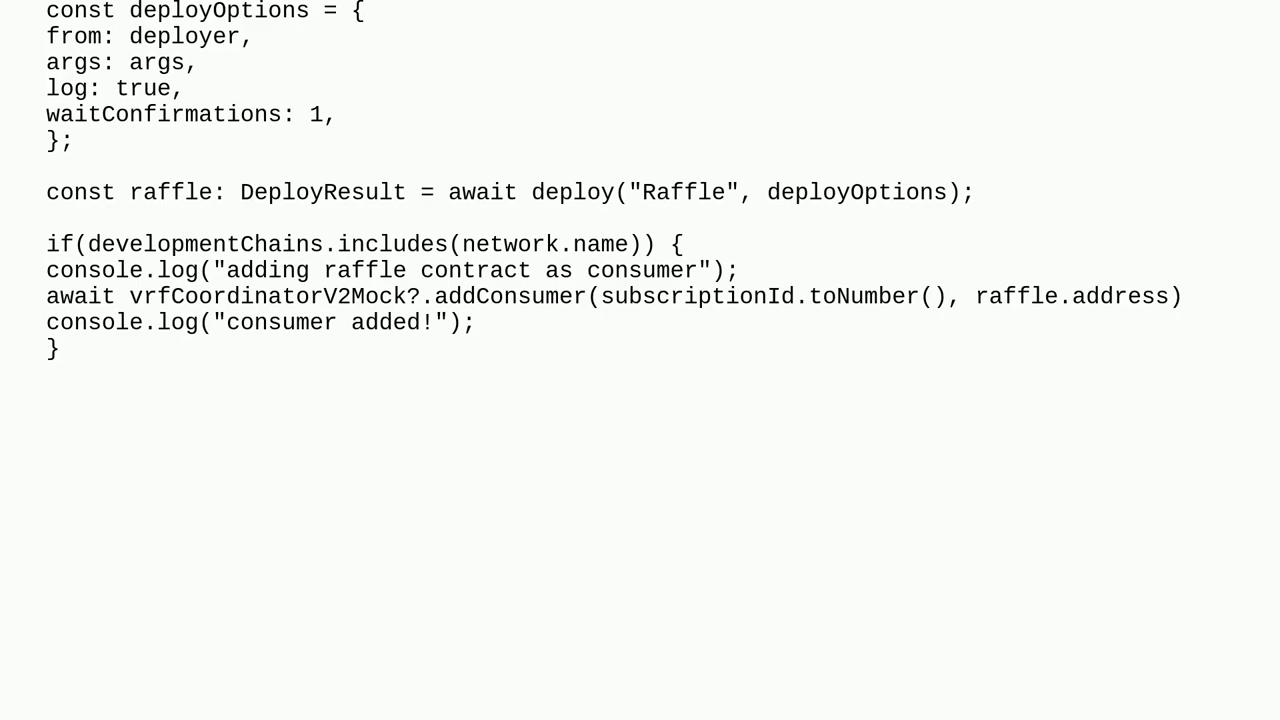 const deployOptions = {
from: deployer,
args: args,
log: true,
waitConfirmations: 1,
};

const raffle: DeployResult = await deploy("Raffle", deployOptions);

if(developmentChains.includes(network.name)) {
console.log("adding raffle contract as consumer");
await vrfCoordinatorV2Mock?.addConsumer(subscriptionId.toNumber(), raffle.address)
console.log("consumer added!");
}